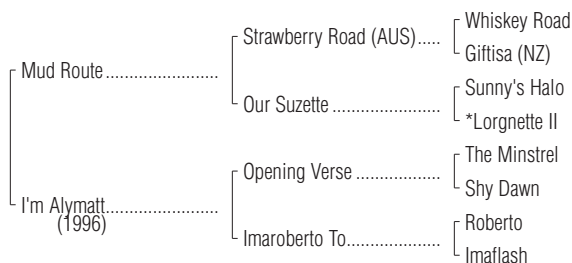 Whiskey Road
Strawberry Road (AUS).....
Giftisa (NZ)
Mud Route.......................
Sunny's Halo
Our Suzette......................
*Lorgnette II
The Minstrel
Opening Verse.................
Shy Dawn
I'm Alymatt.......................
(1996)
Roberto
Imaroberto To...................
Imaflash